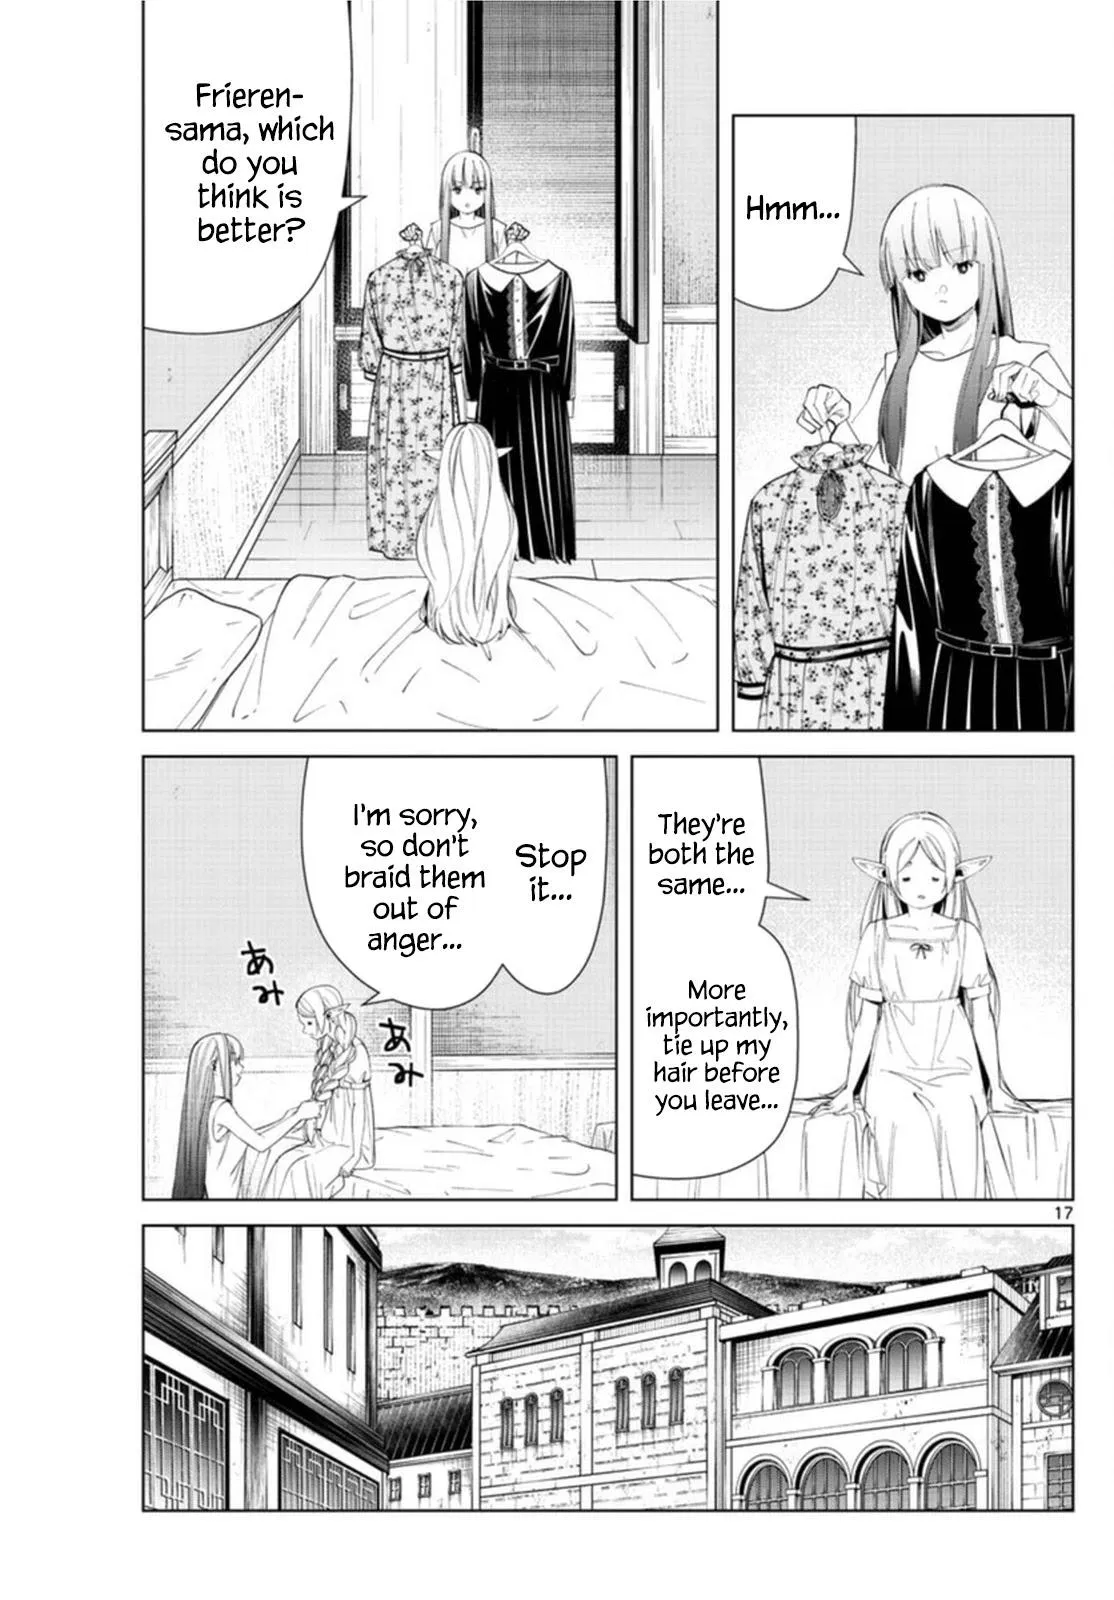 Hmm...
Frieren-
sama, which
do you
think is
better?
They're
both the
same...
More
importantly,
tie up my
hair before
you leave...
Stop
it...
I'm sorry,
so don't
braid them
out of
anger...
あみ
あみ
17